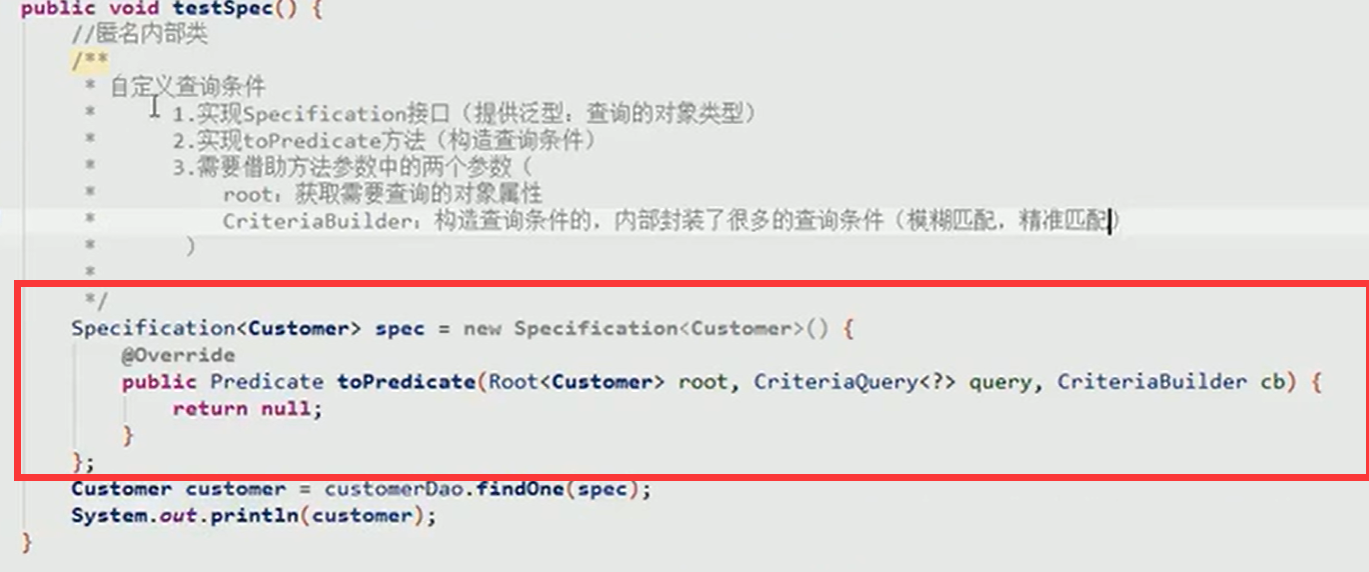 public void testSpec() {
//匿名内部类
/**
* 自定义查询条件
* 1.实现Specification接口（提供泛型：查询的对象类型）
* 2.实现toPredicate方法（构造查询条件）
* 3.需要借助方法参数中的两个参数（
* root：获取需要查询的对象属性
* CriteriaBuilder：构造查询条件的，内部封装了很多的查询条件（模糊匹配，精准匹配）
* ）
*
*/
Specification<Customer> spec = new Specification<Customer>() {
@Override
public Predicate toPredicate(Root<Customer> root, CriteriaQuery<?> query, CriteriaBuilder cb) {
return null;
}
};
Customer customer = customerDao.findOne(spec);
System.out.println(customer);
}